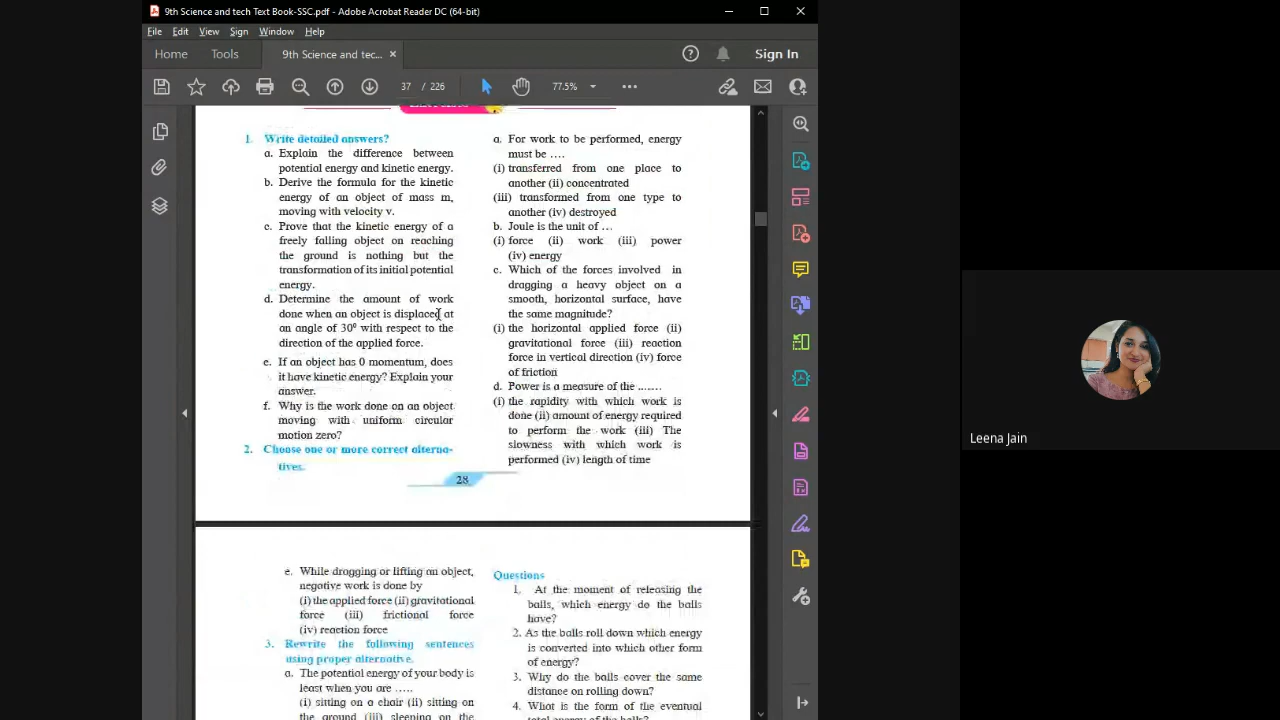 9th Science and tech Text Book-SSC.pdf - Adobe Acrobat Reader DC (64-bit)
File Edit View Sign Window Help
Home Tools 9th Science and tec... × Sign In
37 / 226 77.5%
1. Write detailed answers?
a. Explain the difference between
potential energy and kinetic energy.
b. Derive the formula for the kinetic
energy of an object of mass m,
moving with velocity v.
c. Prove that the kinetic energy of a
freely falling object on reaching
the ground is nothing but the
transformation of its initial potential
energy.
d. Determine the amount of work
done when an object is displaced at
an angle of 30⁰ with respect to the
direction of the applied force.
e. If an object has 0 momentum, does
it have kinetic energy? Explain your
answer.
f. Why is the work done on an object
moving with uniform circular
motion zero?
2. Choose one or more correct alterna-
tives.
a. For work to be performed, energy
must be ....
(i) transferred from one place to
another (ii) concentrated
(iii) transformed from one type to
another (iv) destroyed
b. Joule is the unit of ...
(i) force (ii) work (iii) power
(iv) energy
c. Which of the forces involved in
dragging a heavy object on a
smooth, horizontal surface, have
the same magnitude?
(i) the horizontal applied force (ii)
gravitational force (iii) reaction
force in vertical direction (iv) force
of friction
d. Power is a measure of the .......
(i) the rapidity with which work is
done (ii) amount of energy required
to perform the work (iii) The
slowness with which work is
performed (iv) length of time
28
e. While dragging or lifting an object,
negative work is done by
(i) the applied force (ii) gravitational
force (iii) frictional force
(iv) reaction force
3. Rewrite the following sentences
using proper alternative.
a. The potential energy of your body is
least when you are .....
(i) sitting on a chair (ii) sitting on
the ground (iii) sleeping on the
Questions
1. At the moment of releasing the
balls, which energy do the balls
have?
2. As the balls roll down which energy
is converted into which other form
of energy?
3. Why do the balls cover the same
distance on rolling down?
4. What is the form of the eventual
total energy of the balls?
Leena Jain